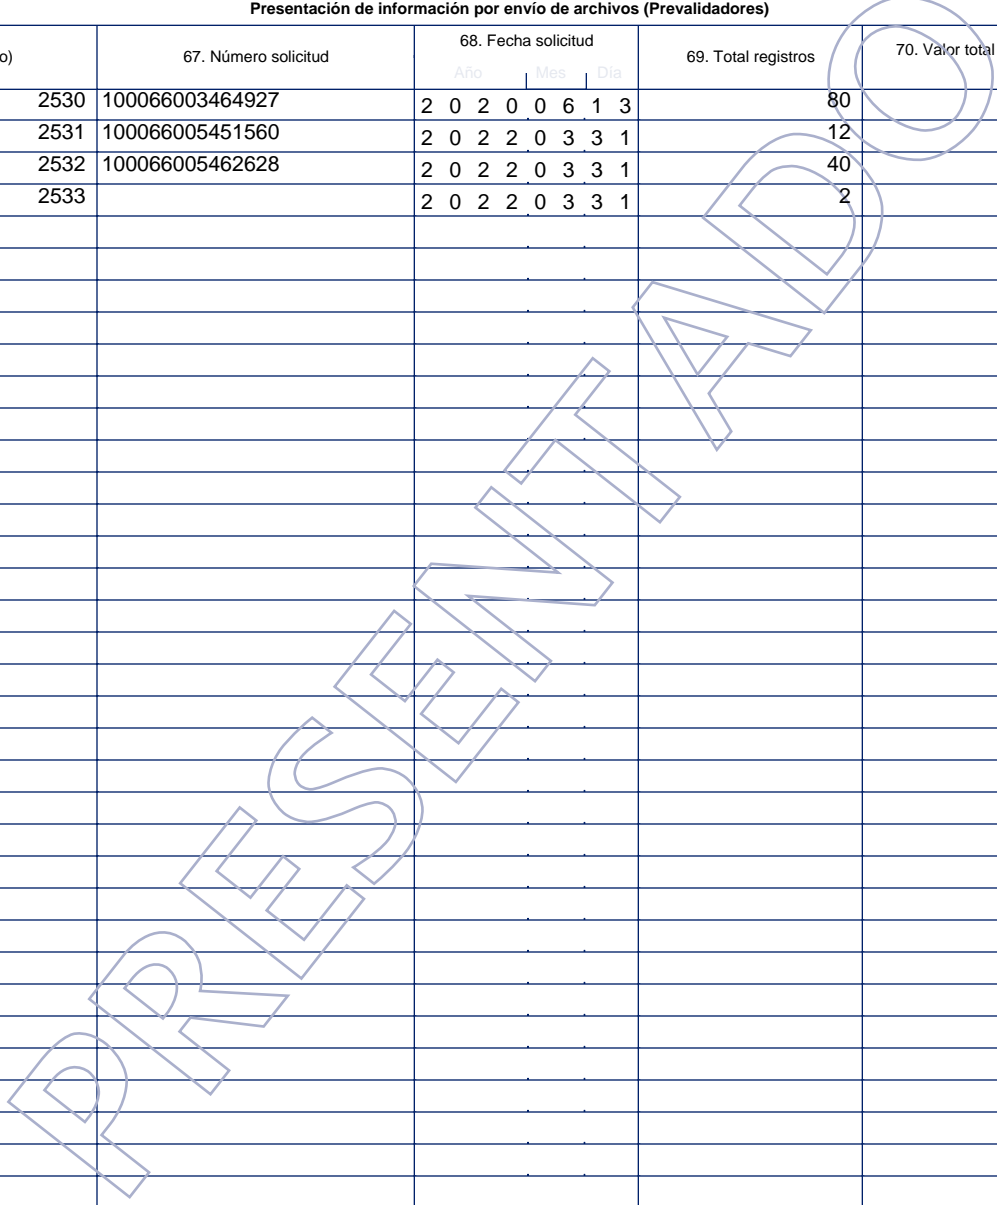 Presentación de información por envío de archivos (Prevalidadores)
o) 67. Número solicitud 68. Fecha solicitud 69. Total registros 70. Valor total
Año Mes Día
2530 100066003464927 2 0 2 0 0 6 1 3 80
2531 100066005451560 2 0 2 2 0 3 3 1 12
2532 100066005462628 2 0 2 2 0 3 3 1 40
2533 2 0 2 2 0 3 3 1 2
PRESENTADO